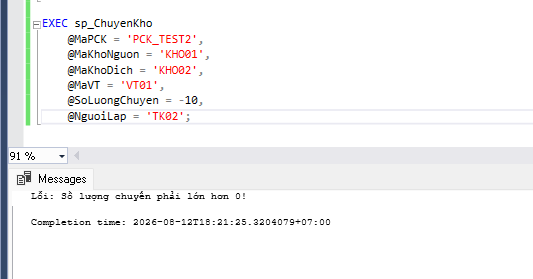 EXEC sp_ChuyenKho
@MaPCK = 'PCK_TEST2',
@MaKhoNguon = 'KHO01',
@MaKhoDich = 'KHO02',
@MaVT = 'VT01',
@SoLuongChuyen = -10,
@NguoiLap = 'TK02';
91 %
Messages
Lỗi: Số lượng chuyển phải lớn hơn 0!
Completion time: 2026-08-12T18:21:25.3204079+07:00